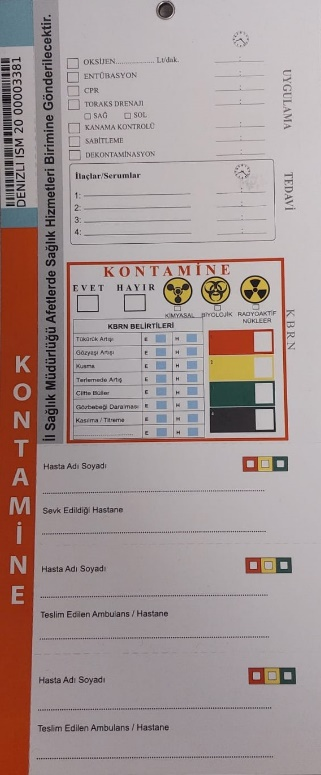 DENİZLİ ISM 20 00003381
İl Sağlık Müdürlüğü Afetlerde Sağlık Hizmetleri Birimine Gönderilecektir.
KONTAMİNE
OKSİJEN.............. Lt/dak.
ENTÜBASYON
CPR
TORAKS DRENAJI
SAĞ SOL
KANAMA KONTROLÜ
SABİTLEME
DEKONTAMİNASYON
UYGULAMA
İlaçlar/Serumlar
1:
2:
3:
4:
TEDAVİ
KONTAMİNE
EVET HAYIR
KİMYASAL BİYOLOJİK RADYOAKTİF
NÜKLEER
KBRN
KBRN BELİRTİLERİ
Tükürük Artışı E H
Gözyaşı Artışı E H
Kusma E H
Terlemede Artış E H
Ciltte Büller E H
Gözbebeği Daralması E H
Kasılma / Titreme E H
E H
Hasta Adı Soyadı
Sevk Edildiği Hastane
Hasta Adı Soyadı
Teslim Edilen Ambulans / Hastane
Hasta Adı Soyadı
Teslim Edilen Ambulans / Hastane